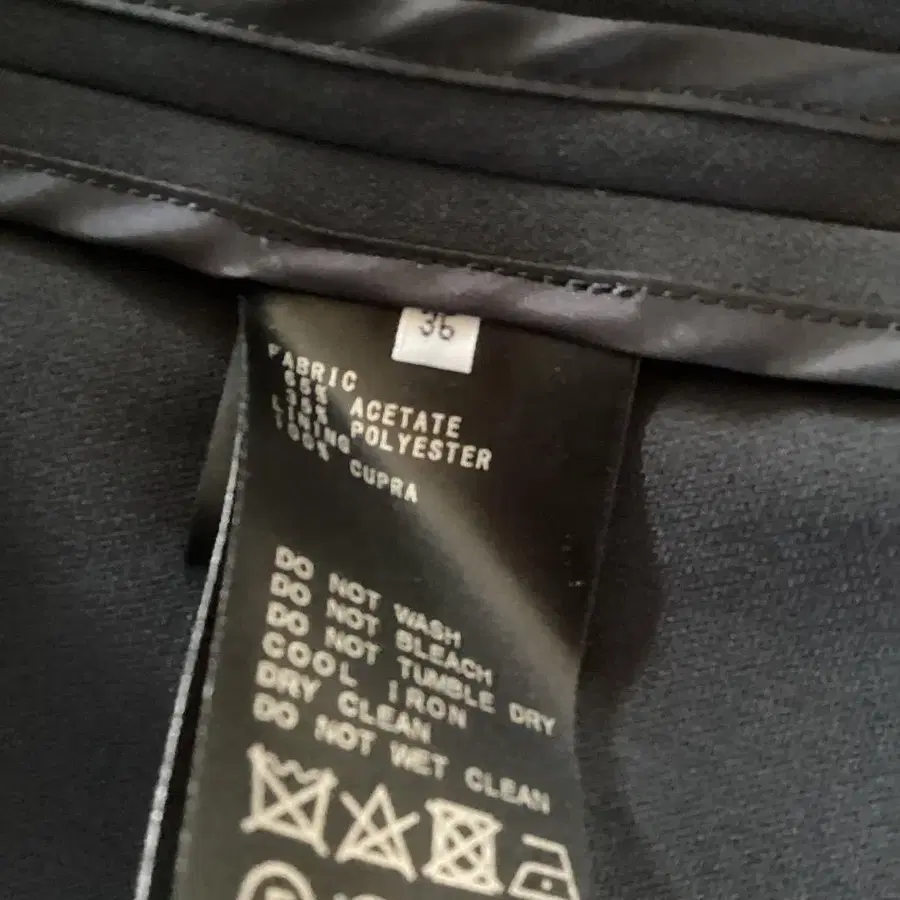 36
FABRIC
65% ACETATE
35% POLYESTER
LINING
100% CUPRA
DO NOT WASH
DO NOT BLEACH
DO NOT TUMBLE DRY
COOL IRON
DRY CLEAN
DO NOT WET CLEAN